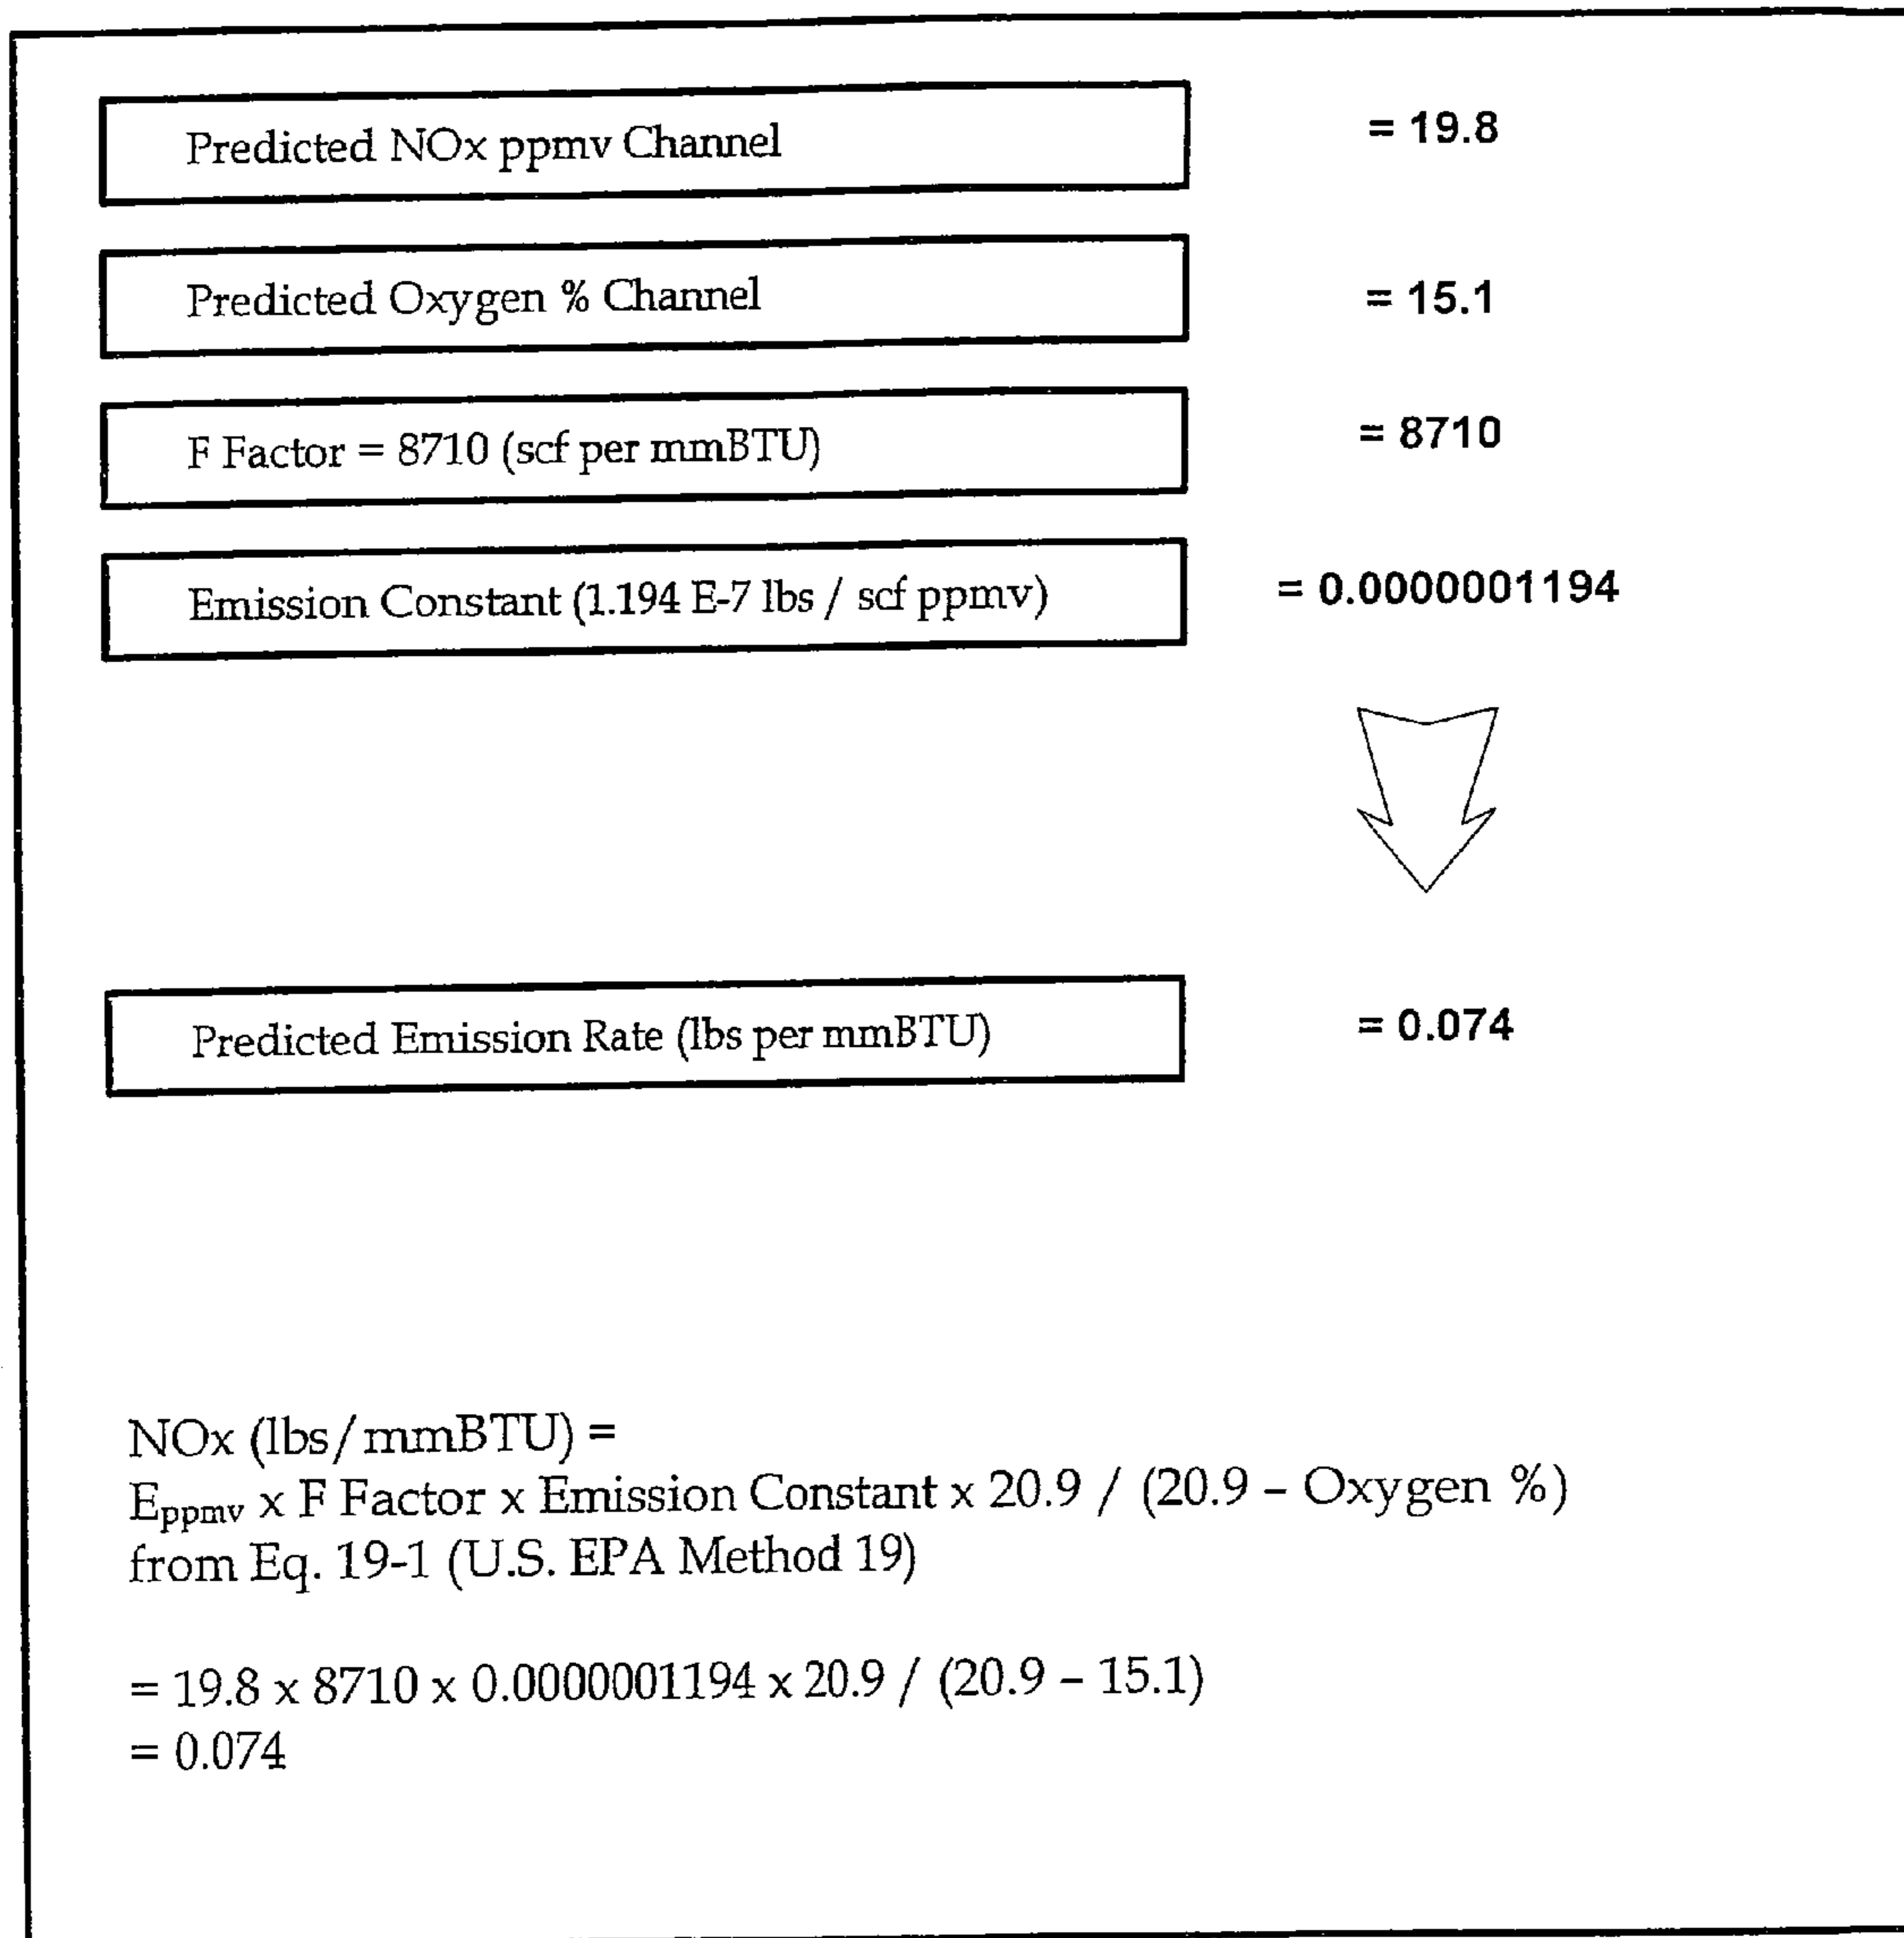 Predicted NOx ppmv Channel = 19.8
Predicted Oxygen % Channel = 15.1
F Factor = 8710 (scf per mmBTU) = 8710
Emission Constant (1.194 E-7 lbs / scf ppmv) = 0.0000001194
Predicted Emission Rate (lbs per mmBTU) = 0.074
NOx (lbs/mmBTU) =
Eppmv x F Factor x Emission Constant x 20.9 / (20.9 – Oxygen %)
from Eq. 19-1 (U.S. EPA Method 19)
= 19.8 x 8710 x 0.0000001194 x 20.9 / (20.9 – 15.1)
= 0.074